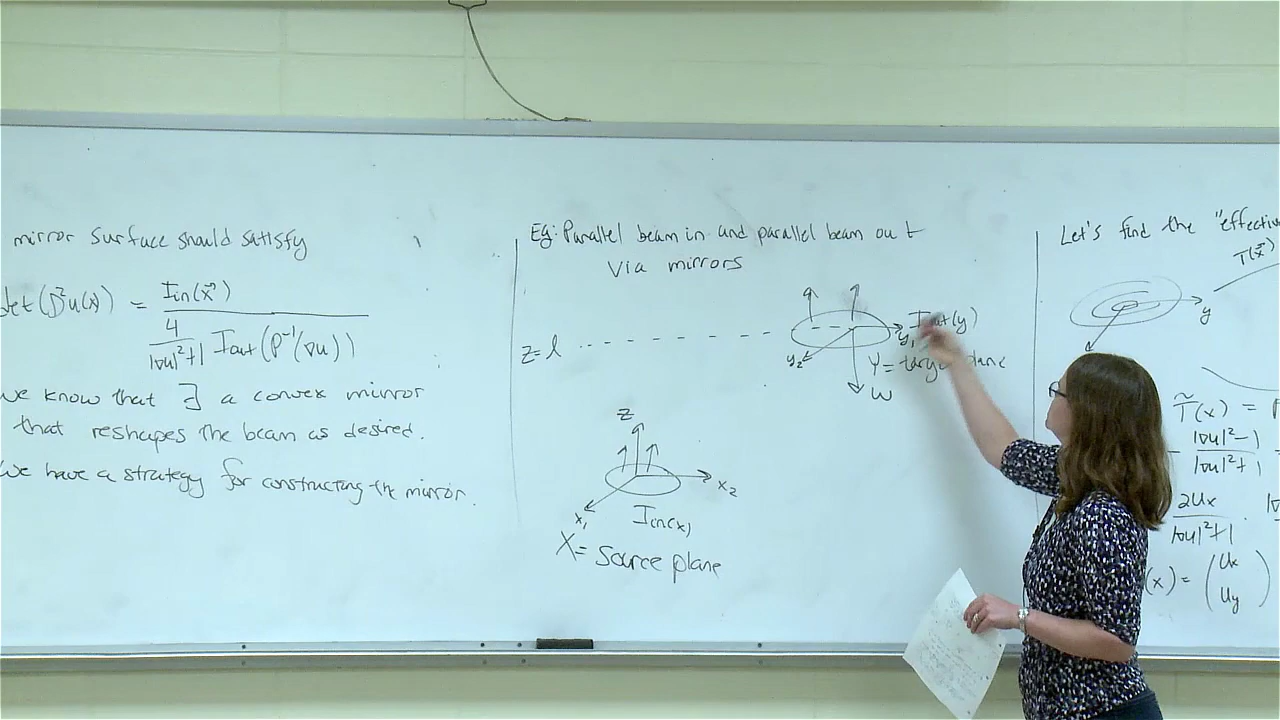 mirror surface should satisfy
det(D²u(x)) = Iin(x⃗)
4
|∇u|²+1 Iout(P⁻¹(∇u))
we know that ∃ a convex mirror
that reshapes the beam as desired.
We have a strategy for constructing the mirror.
Eg: Parallel beam in and parallel beam out
via mirrors
z=l
Iout(y)
y₁
y₂
Y = target plane
w
z
x₂
x₁
Iin(x)
X = source plane
Let's find the "effective
T(x⃗)
y
T̃(x) =
|∇u|²-1
|∇u|²+1
2ux
|∇u|²+1
(x) = (ux
uy)